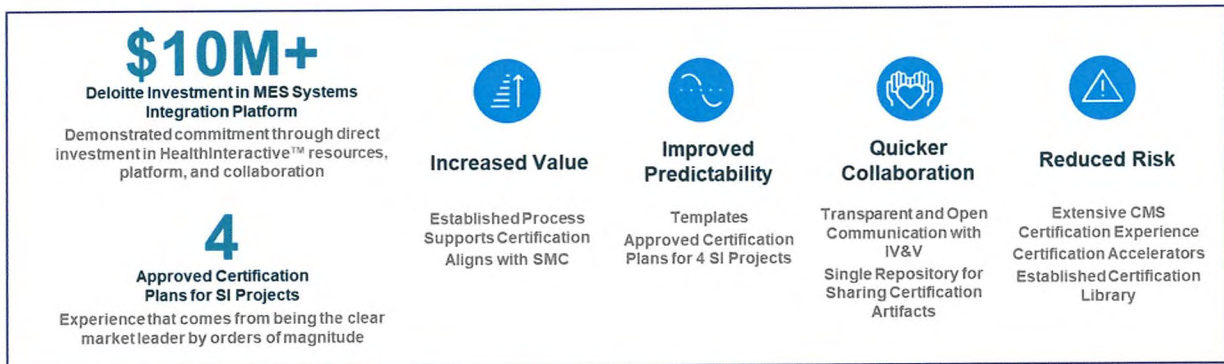 $10M+
Deloitte Investment in MES Systems
Integration Platform
Demonstrated commitment through direct
investment in HealthInteractive™ resources,
platform, and collaboration
4
Approved Certification
Plans for SI Projects
Experience that comes from being the clear
market leader by orders of magnitude
Increased Value
Established Process
Supports Certification
Aligns with SMC
Improved
Predictability
Templates
Approved Certification
Plans for 4 SI Projects
Quicker
Collaboration
Transparent and Open
Communication with
IV&V
Single Repository for
Sharing Certification
Artifacts
Reduced Risk
Extensive CMS
Certification Experience
Certification Accelerators
Established Certification
Library